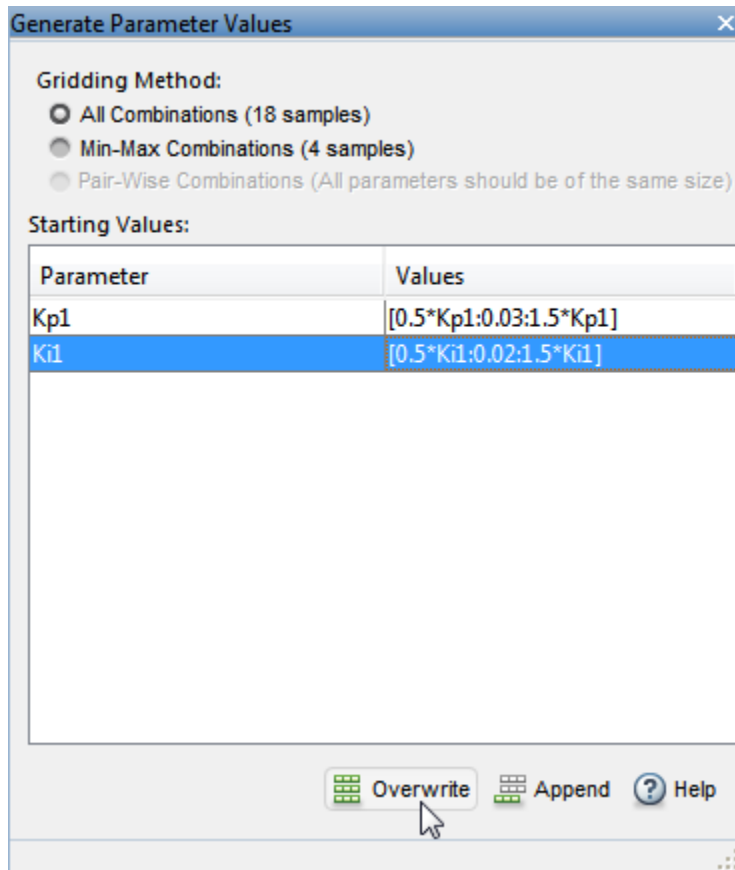 Generate Parameter Values
Gridding Method:
All Combinations (18 samples)
Min-Max Combinations (4 samples)
Pair-Wise Combinations (All parameters should be of the same size)
Starting Values:
Parameter Values
Kp1 [0.5*Kp1:0.03:1.5*Kp1]
Ki1 [0.5*Ki1:0.02:1.5*Ki1]
Overwrite Append Help